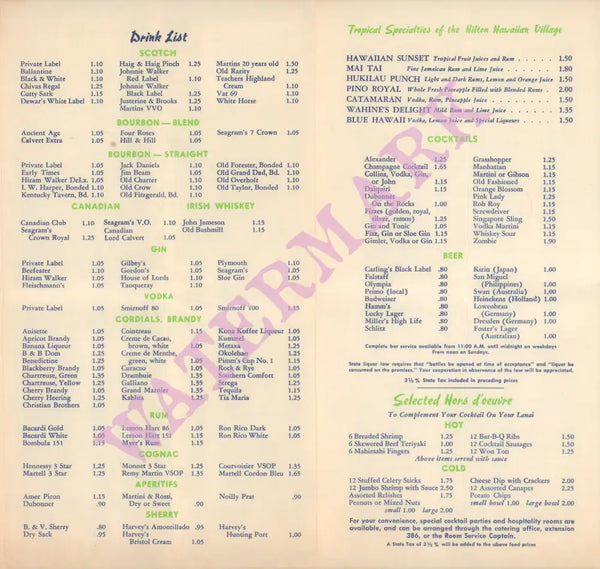 Drink List
SCOTCH
Private Label 1.10
Ballantine 1.10
Black & White 1.10
Chivas Regal 1.25
Cutty Sark 1.15
Dewar's White Label 1.10
Haig & Haig Pinch 1.25
Johnnie Walker
Red Label 1.10
Johnnie Walker
Black Label 1.25
Justerine & Brooks 1.25
Martins VVO 1.10
Martins 20 years old 1.50
Old Rarity 1.25
Teachers Highland
Cream 1.10
Vat 69 1.10
White Horse 1.10
BOURBON—BLEND
Ancient Age 1.05
Calvert Extra 1.05
Four Roses 1.05
Hill & Hill 1.05
Seagram's 7 Crown 1.05
BOURBON—STRAIGHT
Private Label 1.05
Early Times 1.05
Hiram Walker DeLx. 1.05
I. W. Harper, Bonded 1.10
Kentucky Tavern, Bd. 1.10
Jack Daniels 1.10
Jim Beam 1.05
Old Charter 1.10
Old Crow 1.10
Old Fitzgerald, Bd. 1.10
Old Forester, Bonded 1.10
Old Grand Dad, Bd. 1.10
Old Overholt 1.10
Old Taylor, Bonded 1.10
CANADIAN
Canadian Club 1.10
Seagram's
Crown Royal 1.25
Seagram's V.O. 1.10
Canadian
Lord Calvert 1.05
IRISH WHISKEY
John Jameson 1.15
Old Bushmill 1.15
GIN
Private Label 1.05
Beefeater 1.10
Hiram Walker 1.05
Fleischmann's 1.05
Gilbey's 1.05
Gordon's 1.05
House of Lords 1.10
Tanqueray 1.10
Plymouth 1.10
Seagram's 1.05
Sloe Gin 1.05
VODKA
Private Label 1.05
Smirnoff 80 1.05
Smirnoff 100 1.15
CORDIALS, BRANDY
Anisette 1.05
Apricot Brandy 1.05
Banana Liqueur 1.05
B & B Dom 1.25
Benedictine 1.25
Blackberry Brandy 1.05
Chartreuse, Green 1.35
Chartreuse, Yellow 1.25
Cherry Brandy 1.05
Cherry Heering 1.25
Christian Brothers 1.05
Cointreau 1.15
Creme de Cacao,
brown, white 1.05
Creme de Menthe,
green, white 1.05
Curacao 1.05
Drambuie 1.35
Galliano 1.35
Grand Marnier 1.35
Kahlua 1.25
Kona Koffee Liqueur 1.05
Kummel 1.05
Metaxa 1.25
Okolehao 1.25
Pimm's Cup No. 1 1.15
Rock & Rye 1.05
Southern Comfort 1.05
Strega 1.25
Tequila 1.15
Tia Maria 1.25
RUM
Bacardi Gold 1.05
Bacardi White 1.05
Bombula 151 1.15
Lemon Hart 86 1.05
Lemon Hart 151 1.15
Myer's Rum 1.15
Ron Rico Dark 1.05
Ron Rico White 1.05
COGNAC
Hennessy 3 Star 1.25
Martell 3 Star 1.25
Monnet 3 Star 1.25
Remy Martin VSOP 1.35
Courvoisier VSOP 1.35
Martell Cordon Bleu 1.65
APERITIFS
Amer Picon 1.15
Dubonnet .90
Martini & Rossi,
Dry or Sweet .90
Noilly Prat .90
SHERRY
B. & V. Sherry .80
Dry Sack .95
Harvey's Amontillado .95
Harvey's
Bristol Cream 1.05
Harvey's
Hunting Port 1.00
Tropical Specialties of the Hilton Hawaiian Village
HAWAIIAN SUNSET Tropical Fruit Juices and Rum 1.50
MAI TAI Fine Jamaican Rum and Lime Juice 1.80
HUKILAU PUNCH Light and Dark Rums, Lemon and Orange Juice 1.50
PINO ROYAL Whole Fresh Pineapple Filled with Blended Rums 2.00
CATAMARAN Vodka, Rum, Pineapple Juice 1.50
WAHINE'S DELIGHT Mild Rum and Lime Juice 1.35
BLUE HAWAII Vodka, Lemon Juice and Special Liqueurs 1.50
COCKTAILS
Alexander 1.25
Champagne Cocktail 1.65
Collins, Vodka, Gin,
or John 1.15
Daiquiri 1.15
Dubonnet
On the Rocks 1.00
Fizzes (golden, royal,
silver, ramos) 1.25
Gin and Tonic 1.05
Fizz, Gin or Sloe Gin 1.15
Gimlet, Vodka or Gin 1.15
Grasshopper 1.25
Manhattan 1.15
Martini or Gibson 1.15
Old Fashioned 1.15
Orange Blossom 1.15
Pink Lady 1.25
Rob Roy 1.15
Screwdriver 1.15
Singapore Sling 1.50
Vodka Martini 1.15
Whiskey Sour 1.15
Zombie 1.90
BEER
Carling's Black Label .80
Falstaff .80
Olympia .80
Primo (local) .80
Budweiser .80
Hamm's .80
Lucky Lager .80
Miller's High Life .80
Schlitz .80
Kirin (Japan) 1.00
San Miguel
(Philippines) 1.00
Swan (Australia) 1.00
Heinekens (Holland) 1.00
Lowenbrau
(Germany) 1.00
Dresslen (Germany) 1.00
Foster's Lager
(Australian) 1.00
Complete bar service available from 11:00 A.M. until midnight on weekdays
from noon on Sundays.
State liquor law requires that "bottles be opened at time of acceptance" and "liquor be
consumed on the premises." Your cooperation in observance of the law will be appreciated.
3½ % State Tax included in preceding prices
Selected Hors d'oeuvre
To Complement Your Cocktail On Your Lanai
HOT
6 Breaded Shrimp 1.25
6 Skewered Beef Teriyaki 1.00
6 Mahimahi Fingers 1.25
12 Bar-B-Q Ribs 1.50
12 Cocktail Sausages 1.50
12 Won Ton 1.25
Above items served with sauce
COLD
12 Stuffed Celery Sticks 1.75
12 Jumbo Shrimp with Sauce 2.50
Assorted Relishes 1.75
Peanuts or Mixed Nuts
small 1.00 large 2.00
Cheese Dip with Crackers 2.00
12 Assorted Canapes 2.25
Potato Chips
small bowl 1.00 large bowl 2.00
For your convenience, special cocktail parties and hospitality rooms are
available, and can be arranged through the catering office, extension
386, or the Room Service Captain.
A State Tax of 3½ % will be added to the above food prices
WATERMARK